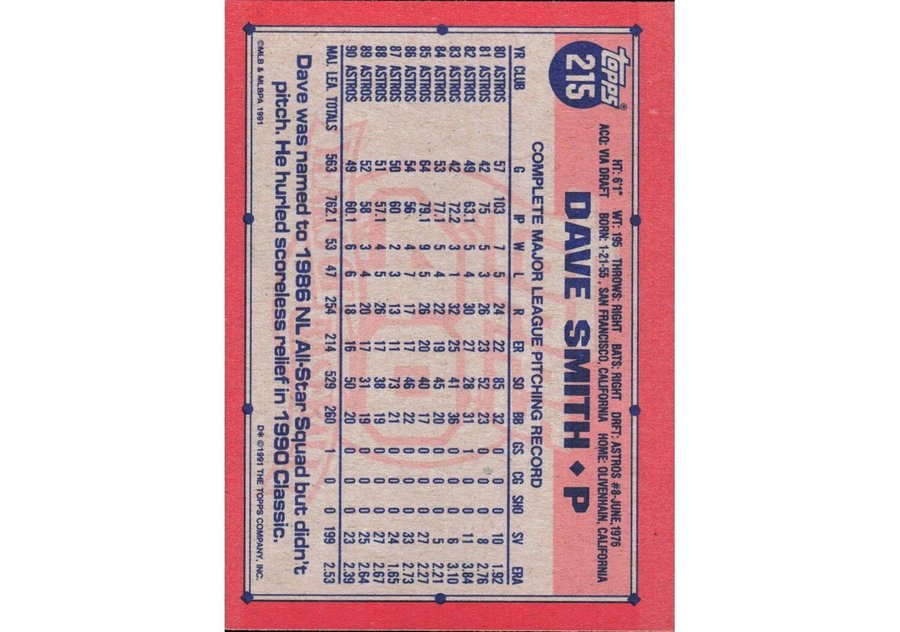 topps®
215
HT: 6'1" WT: 195 THROWS: RIGHT BATS: RIGHT DRFT: ASTROS #8-JUNE, 1976
ACQ: VIA DRAFT BORN: 1-21-55, SAN FRANCISCO, CALIFORNIA HOME: OLIVENHAIN, CALIFORNIA
DAVE SMITH ♦ P
COMPLETE MAJOR LEAGUE PITCHING RECORD
YR CLUB G IP W L R ER SO BB GS CG SHO SV ERA
80 ASTROS 57 103 7 5 24 22 85 32 0 0 0 10 1.92
81 ASTROS 42 75 5 3 26 23 52 23 0 0 0 8 2.76
82 ASTROS 49 63.1 5 4 30 27 28 31 1 0 0 11 3.84
83 ASTROS 42 72.2 3 1 32 25 41 36 0 0 0 6 3.10
84 ASTROS 53 77.1 5 4 22 19 45 20 0 0 0 5 2.21
85 ASTROS 64 79.1 9 5 26 20 40 17 0 0 0 27 2.27
86 ASTROS 54 56 4 7 17 17 46 22 0 0 0 33 2.73
87 ASTROS 50 60 2 3 13 11 73 21 0 0 0 24 1.65
88 ASTROS 51 57.1 4 5 26 17 38 19 0 0 0 27 2.67
89 ASTROS 52 58 3 4 20 17 31 19 0 0 0 25 2.64
90 ASTROS 49 60.1 6 6 18 16 50 20 0 0 0 23 2.39
MAJ. LEA. TOTALS 563 762.1 53 47 254 214 529 260 1 0 0 199 2.53
Dave was named to 1986 NL All-Star Squad but didn't
pitch. He hurled scoreless relief in 1990 Classic.
©MLB & MLBPA 1991
D* ©1991 THE TOPPS COMPANY, INC.